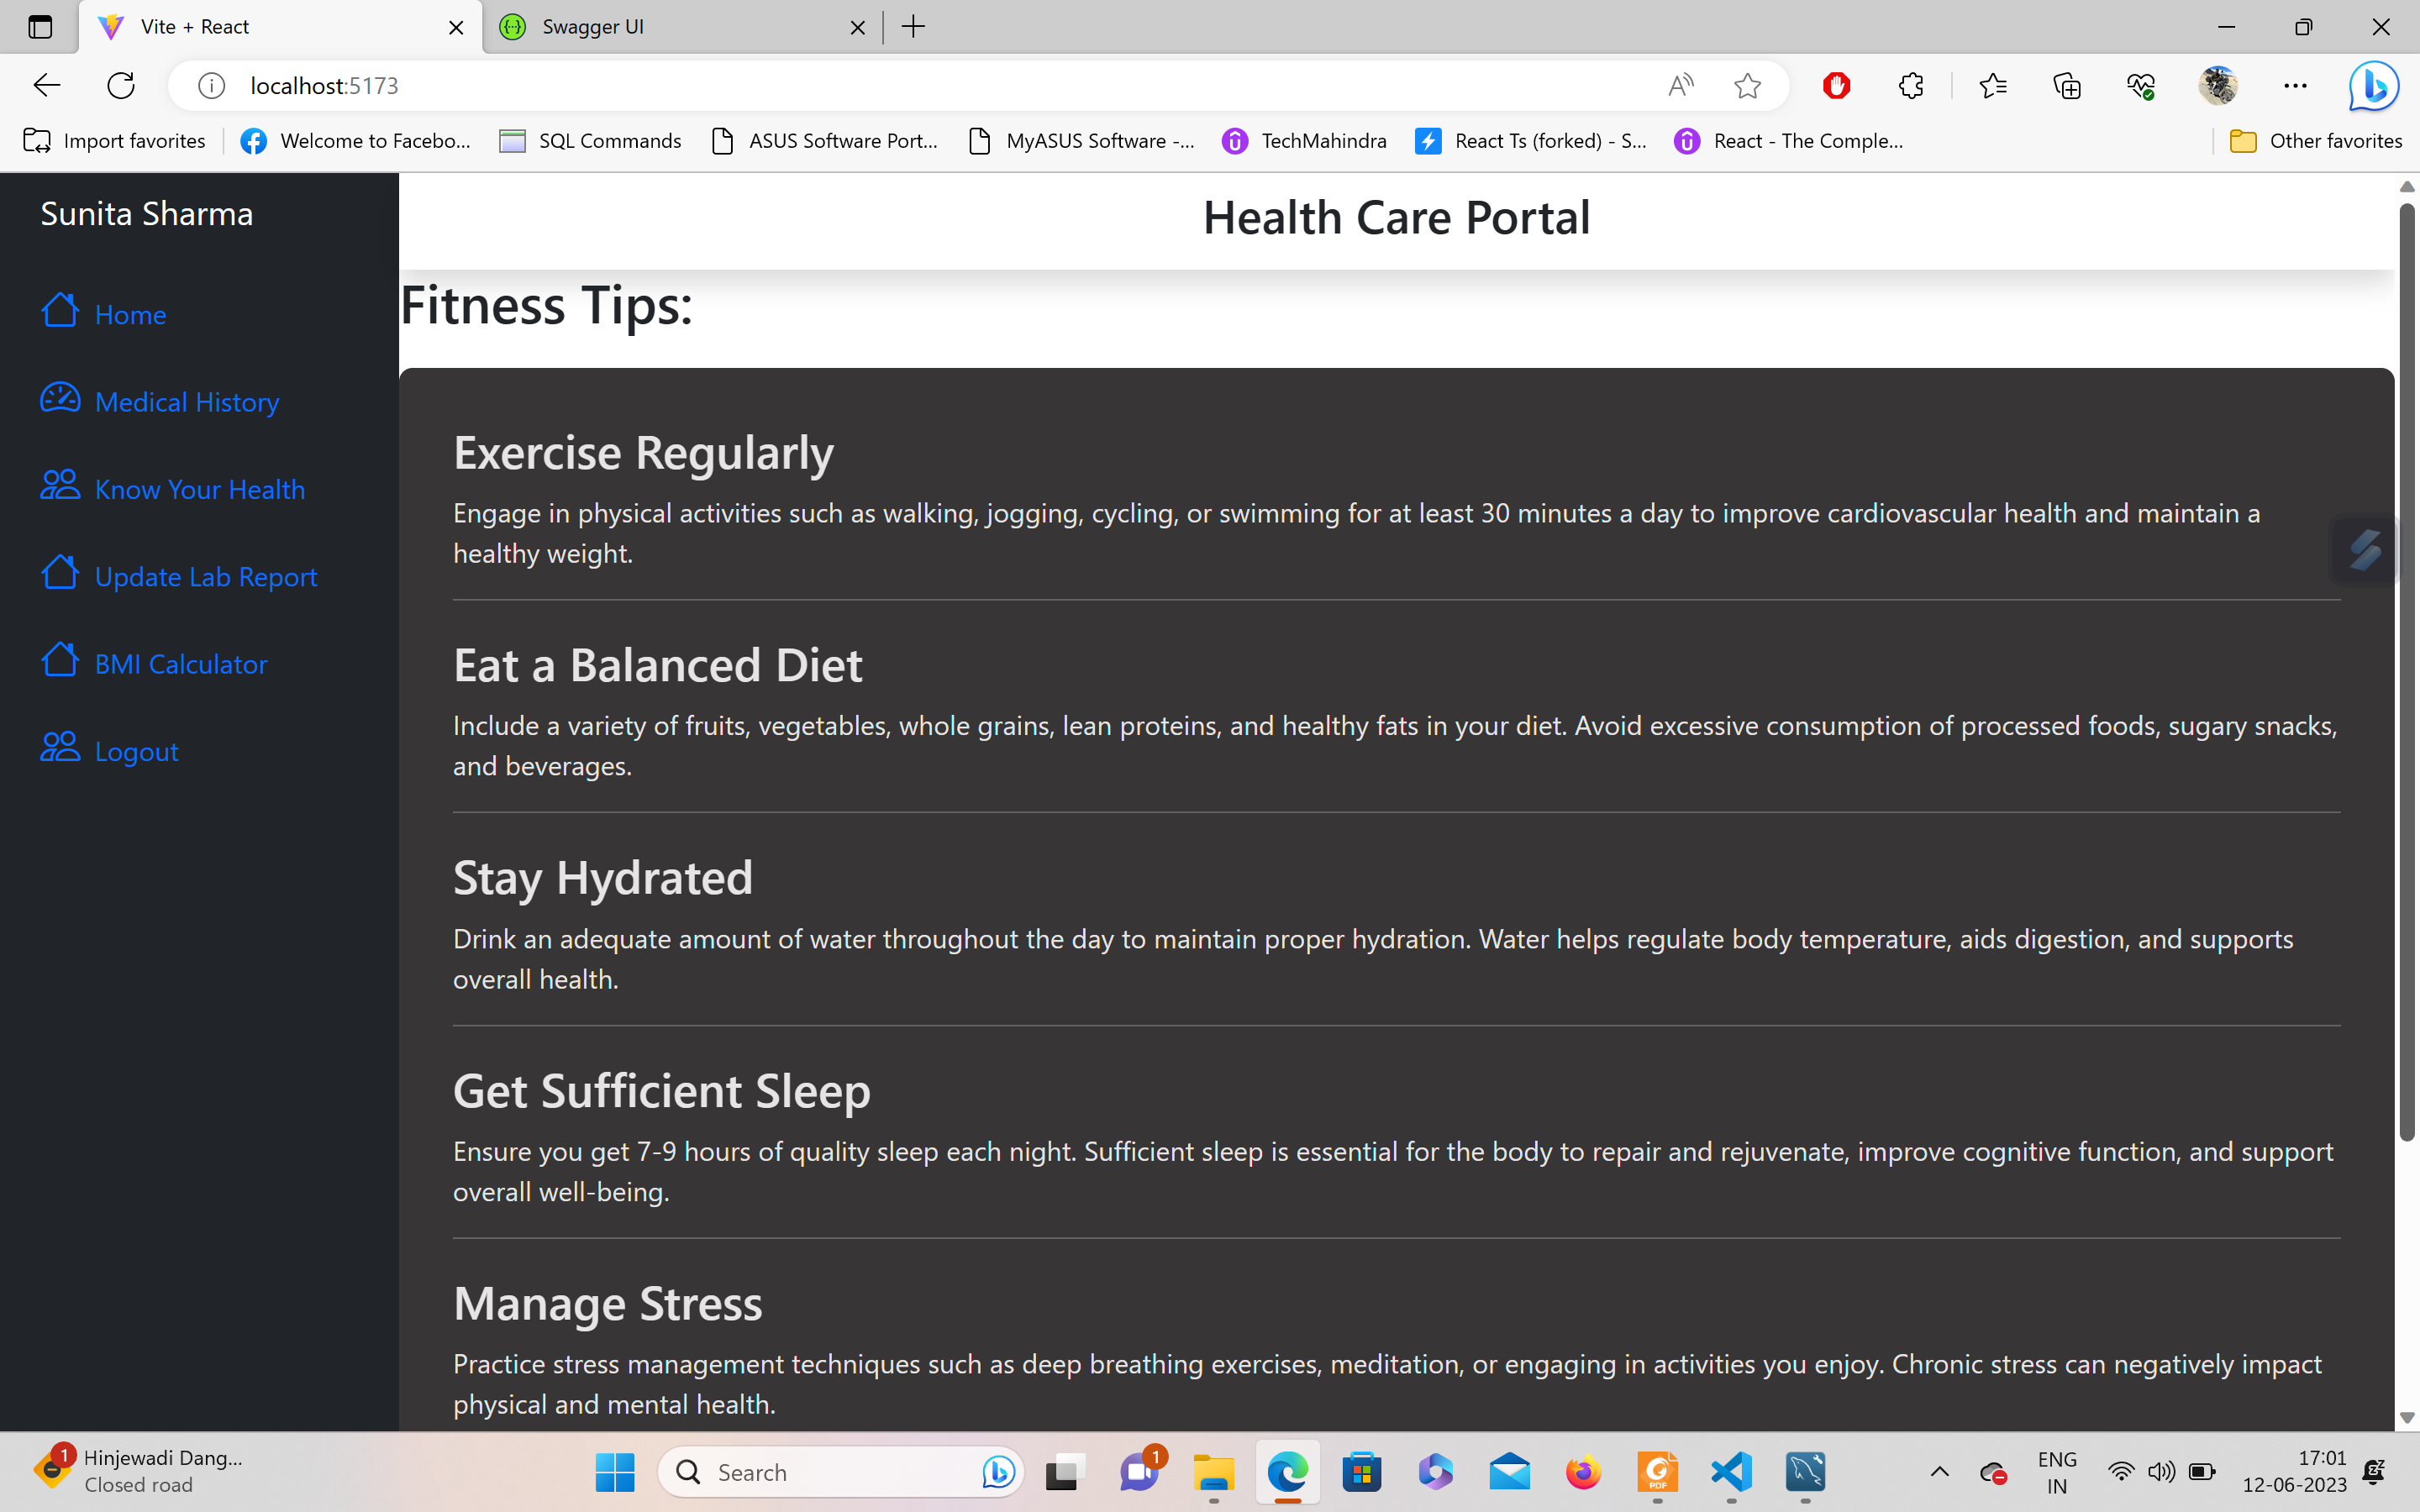 Vite + React
Swagger UI
localhost:5173
Import favorites
Welcome to Facebo...
SQL Commands
ASUS Software Port...
MyASUS Software -...
TechMahindra
React Ts (forked) - S...
React - The Comple...
Other favorites
Sunita Sharma
Home
Medical History
Know Your Health
Update Lab Report
BMI Calculator
Logout
Health Care Portal
Fitness Tips:
Exercise Regularly
Engage in physical activities such as walking, jogging, cycling, or swimming for at least 30 minutes a day to improve cardiovascular health and maintain a
healthy weight.
Eat a Balanced Diet
Include a variety of fruits, vegetables, whole grains, lean proteins, and healthy fats in your diet. Avoid excessive consumption of processed foods, sugary snacks,
and beverages.
Stay Hydrated
Drink an adequate amount of water throughout the day to maintain proper hydration. Water helps regulate body temperature, aids digestion, and supports
overall health.
Get Sufficient Sleep
Ensure you get 7-9 hours of quality sleep each night. Sufficient sleep is essential for the body to repair and rejuvenate, improve cognitive function, and support
overall well-being.
Manage Stress
Practice stress management techniques such as deep breathing exercises, meditation, or engaging in activities you enjoy. Chronic stress can negatively impact
physical and mental health.
1
Hinjewadi Dang...
Closed road
Search
1
PDF
ENG
IN
17:01
12-06-2023